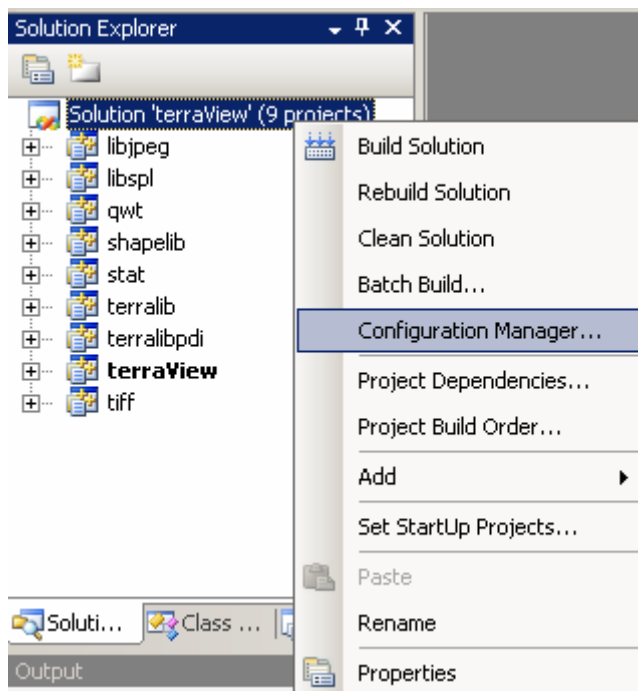 Solution Explorer
Solution 'terraView' (9 projects)
libjpeg
libspl
qwt
shapelib
stat
terralib
terralibpdi
terraView
tiff
Build Solution
Rebuild Solution
Clean Solution
Batch Build...
Configuration Manager...
Project Dependencies...
Project Build Order...
Add
Set StartUp Projects...
Paste
Rename
Properties
Soluti...
Class ...
Output